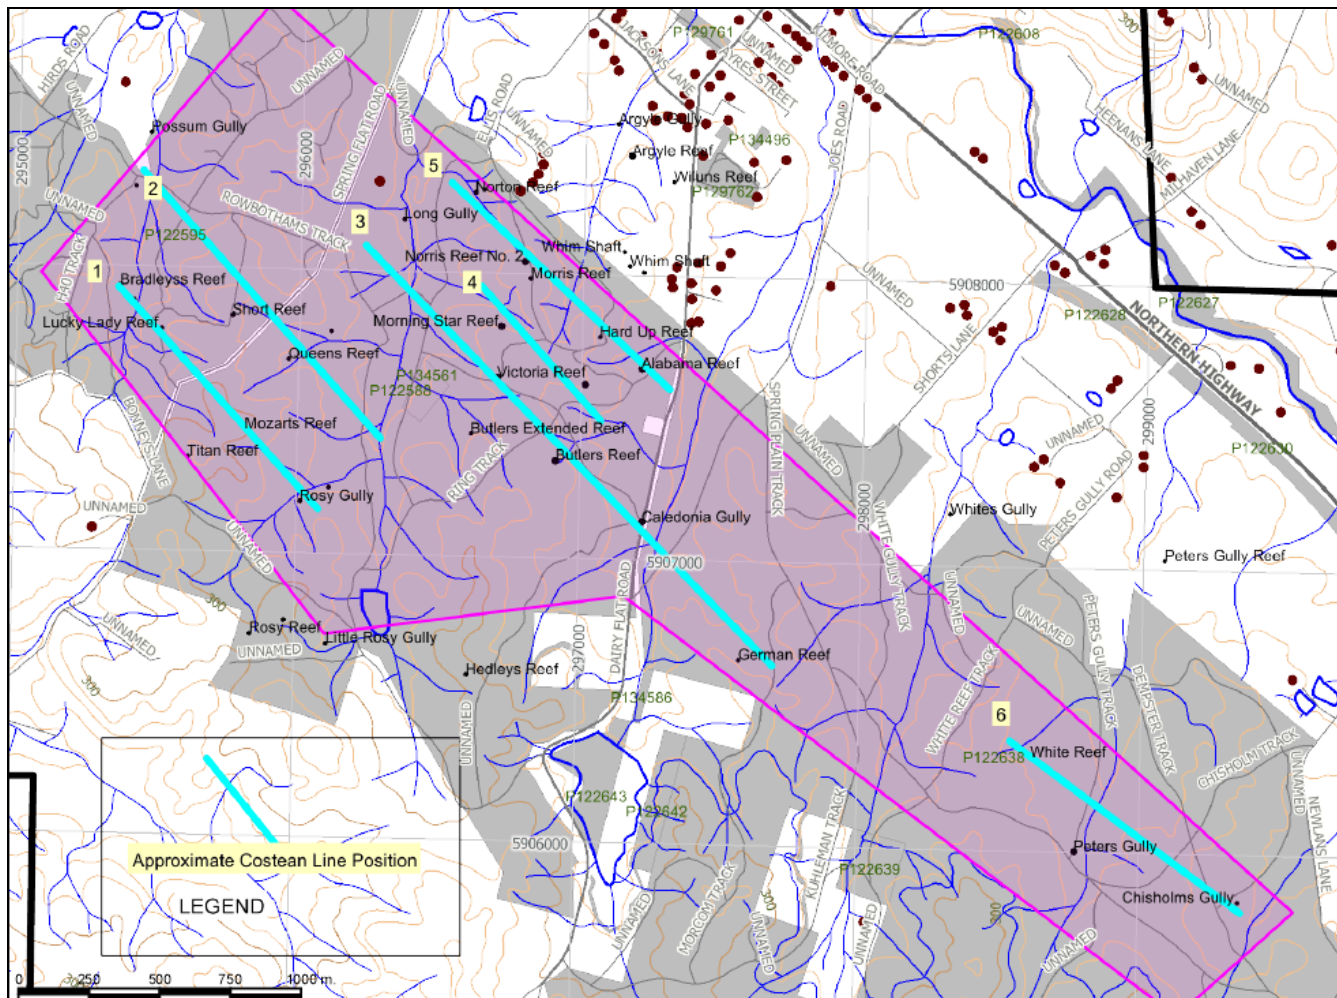 300
P129761
UNNAMED
KILMORE ROAD
P122608
HIRDS ROAD
UNNAMED
JACKSONS LANE
AYRES STREET
UNNAMED
HEENANS LANE
UNNAMED
UNNAMED
ELLIS ROAD
UNNAMED
Possum Gully
Argyle Gully
P134496
JOES ROAD
MILHAVEN LANE
295000
296000
SPRING FLAT ROAD
Argyle Reef
5
Norton Reef
Wiluns Reef
P129762
2
UNNAMED
ROWBOTHAMS TRACK
3
Long Gully
P122595
Whim Shaft
Norris Reef No. 2
Whim Shaft
UNNAMED
1
H40 TRACK
Bradleyss Reef
4
Morris Reef
5908000
P122627
P122628
NORTHERN HIGHWAY
Short Reef
Lucky Lady Reef
Morning Star Reef
Hard Up Reef
SHORTS LANE
Queens Reef
Victoria Reef
Alabama Reef
P134561
P122588
BONNEYS LANE
SPRING PLAIN TRACK
299000
Mozarts Reef
Butlers Extended Reef
UNNAMED
UNNAMED
P122630
Titan Reef
Butlers Reef
RING TRACK
PETERS GULLY ROAD
UNNAMED
Rosy Gully
Caledonia Gully
298000
Whites Gully
WHITE GULLY TRACK
UNNAMED
5907000
Peters Gully Reef
300
DAIRY FLAT ROAD
UNNAMED
UNNAMED
UNNAMED
Rosy Reef
Little Rosy Gully
UNNAMED
297000
German Reef
PETERS GULLY TRACK
Hedleys Reef
300
P134586
WHITE REEF TRACK
DEMPSTER TRACK
6
UNNAMED
White Reef
P122638
CHISHOLM TRACK
UNNAMED
P122643
P122642
KUHLEMAN TRACK
NEWLANS LANE
5906000
Peters Gully
Approximate Costean Line Position
P122639
300
MORGOM TRACK
Chisholms Gully
LEGEND
300
UNNAMED
UNNAMED
UNNAMED
UNNAMED
0 250 500 750 1000 m.